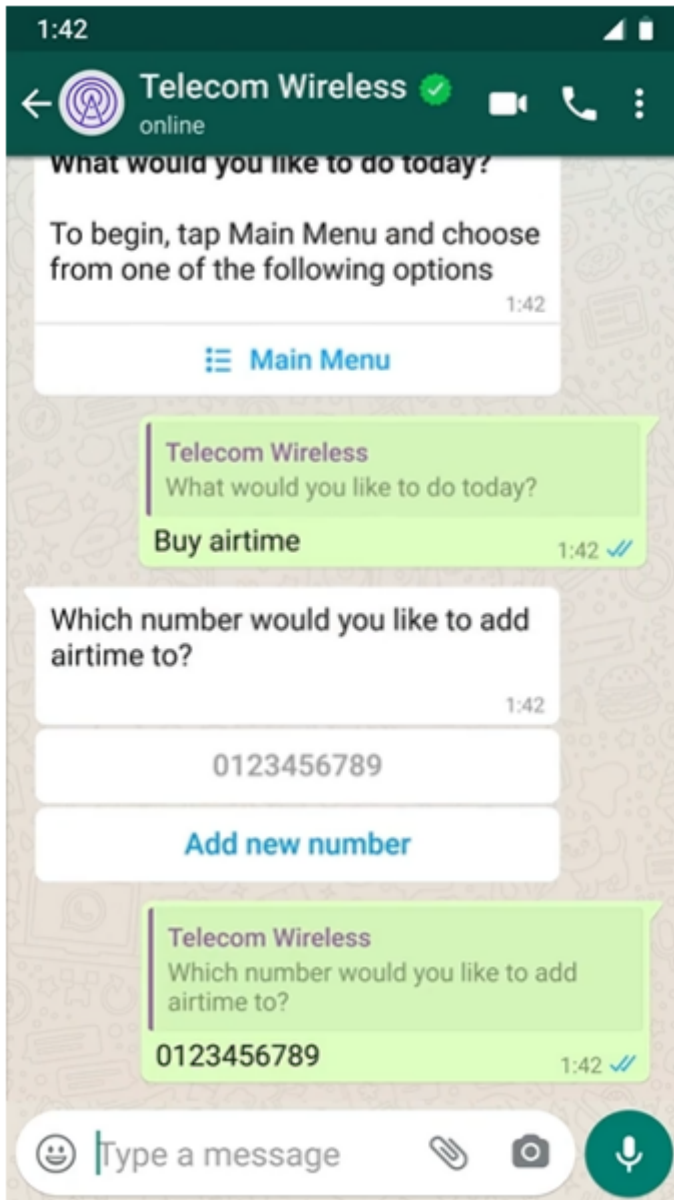 1:42
Telecom Wireless
online
What would you like to do today?
To begin, tap Main Menu and choose
from one of the following options
1:42
Main Menu
Telecom Wireless
What would you like to do today?
Buy airtime
1:42
Which number would you like to add
airtime to?
1:42
0123456789
Add new number
Telecom Wireless
Which number would you like to add
airtime to?
0123456789
1:42
Type a message